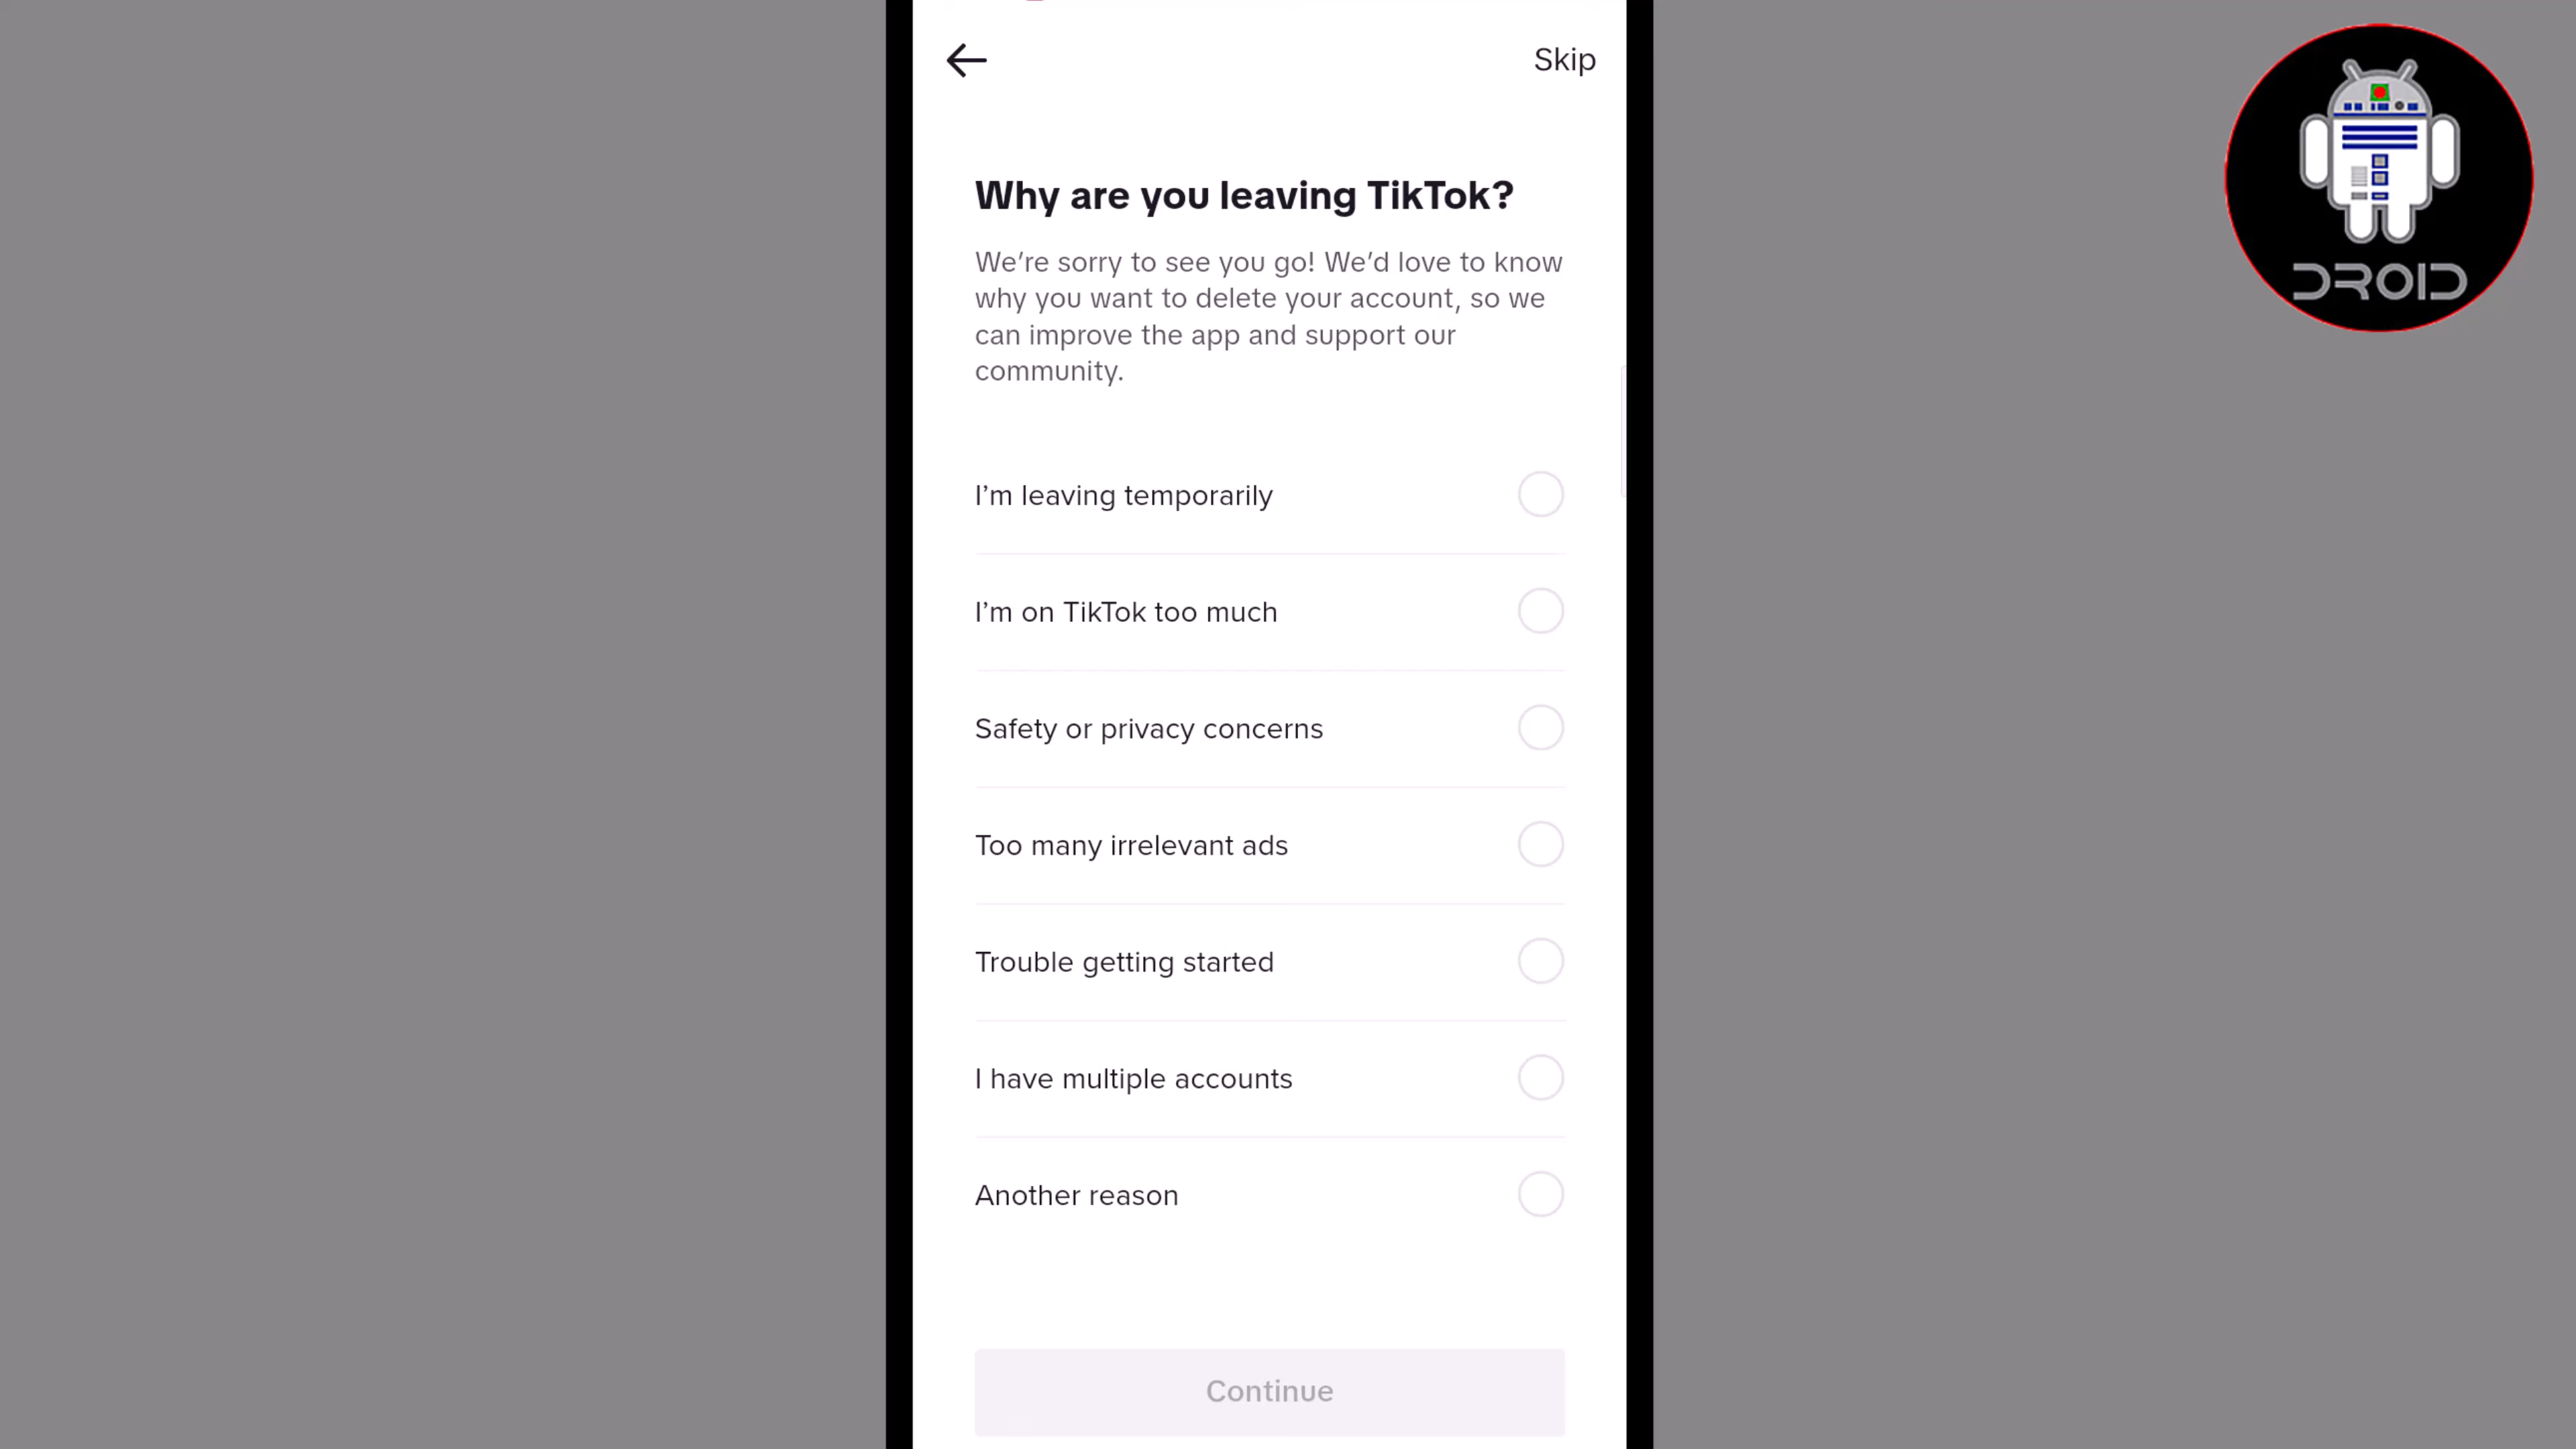 Skip
Why are you leaving TikTok?
We’re sorry to see you go! We’d love to know
why you want to delete your account, so we
can improve the app and support our
community.
I’m leaving temporarily
I’m on TikTok too much
Safety or privacy concerns
Too many irrelevant ads
Trouble getting started
I have multiple accounts
Another reason
Continue
DROID